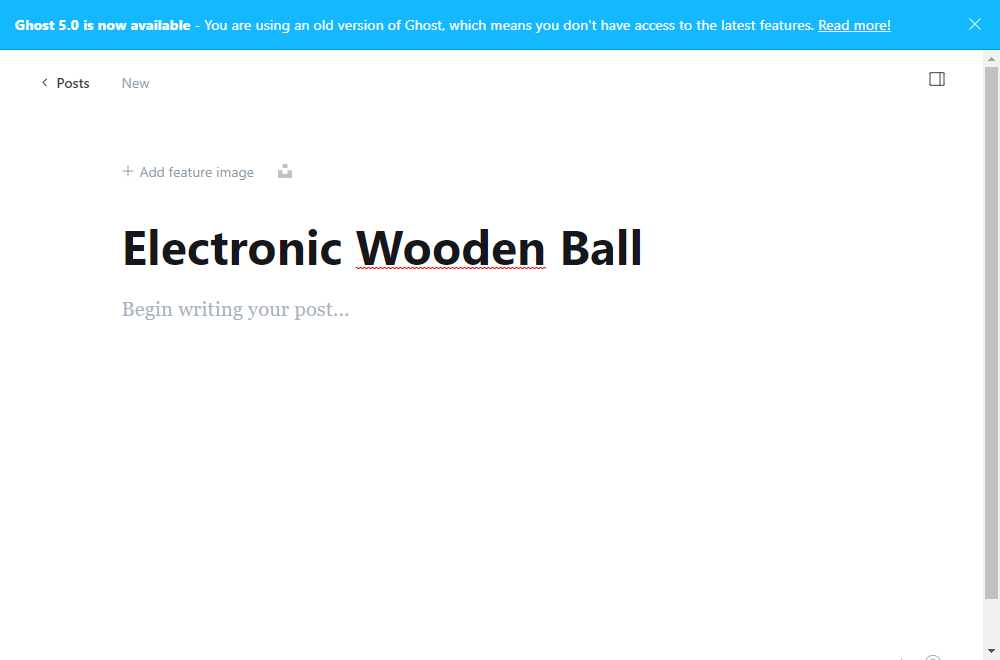 Ghost 5.0 is now available - You are using an old version of Ghost, which means you don't have access to the latest features. Read more!
Posts New
Add feature image
Electronic Wooden Ball
Begin writing your post...